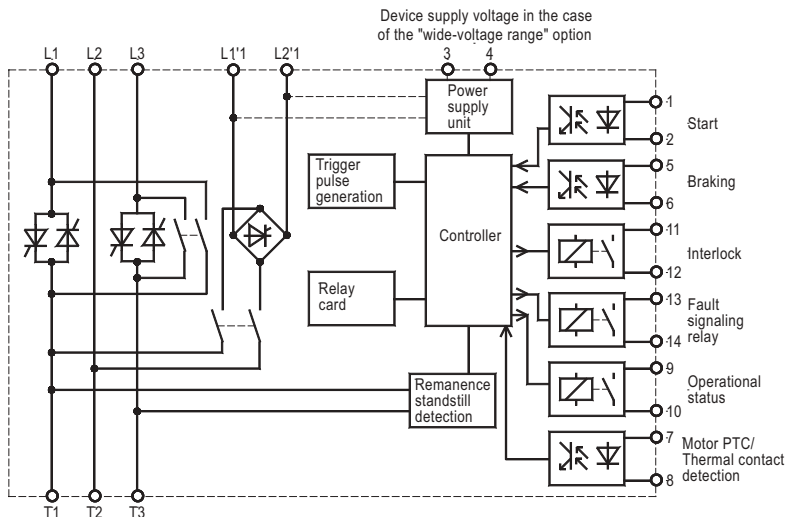 Device supply voltage in the case
of the "wide-voltage range" option
L1 L2 L3 L1'1 L2'1 3 4
Power
supply
unit
1
2
Start
Trigger
pulse
generation
5
6
Braking
Controller
11
12
Interlock
Relay
card
13
14
Fault
signaling
relay
Remanence
standstill
detection
9
10
Operational
status
7
8
Motor PTC/
Thermal contact
detection
T1 T2 T3